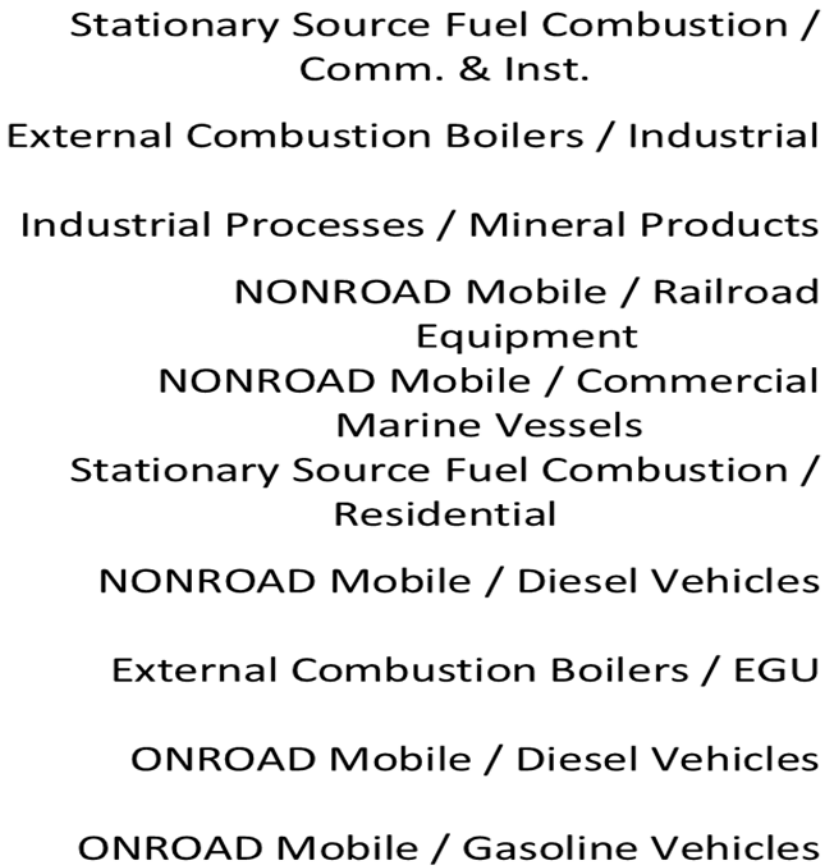 Stationary Source Fuel Combustion /
Comm. & Inst.
External Combustion Boilers / Industrial
Industrial Processes / Mineral Products
NONROAD Mobile / Railroad
Equipment
NONROAD Mobile / Commercial
Marine Vessels
Stationary Source Fuel Combustion /
Residential
NONROAD Mobile / Diesel Vehicles
External Combustion Boilers / EGU
ONROAD Mobile / Diesel Vehicles
ONROAD Mobile / Gasoline Vehicles